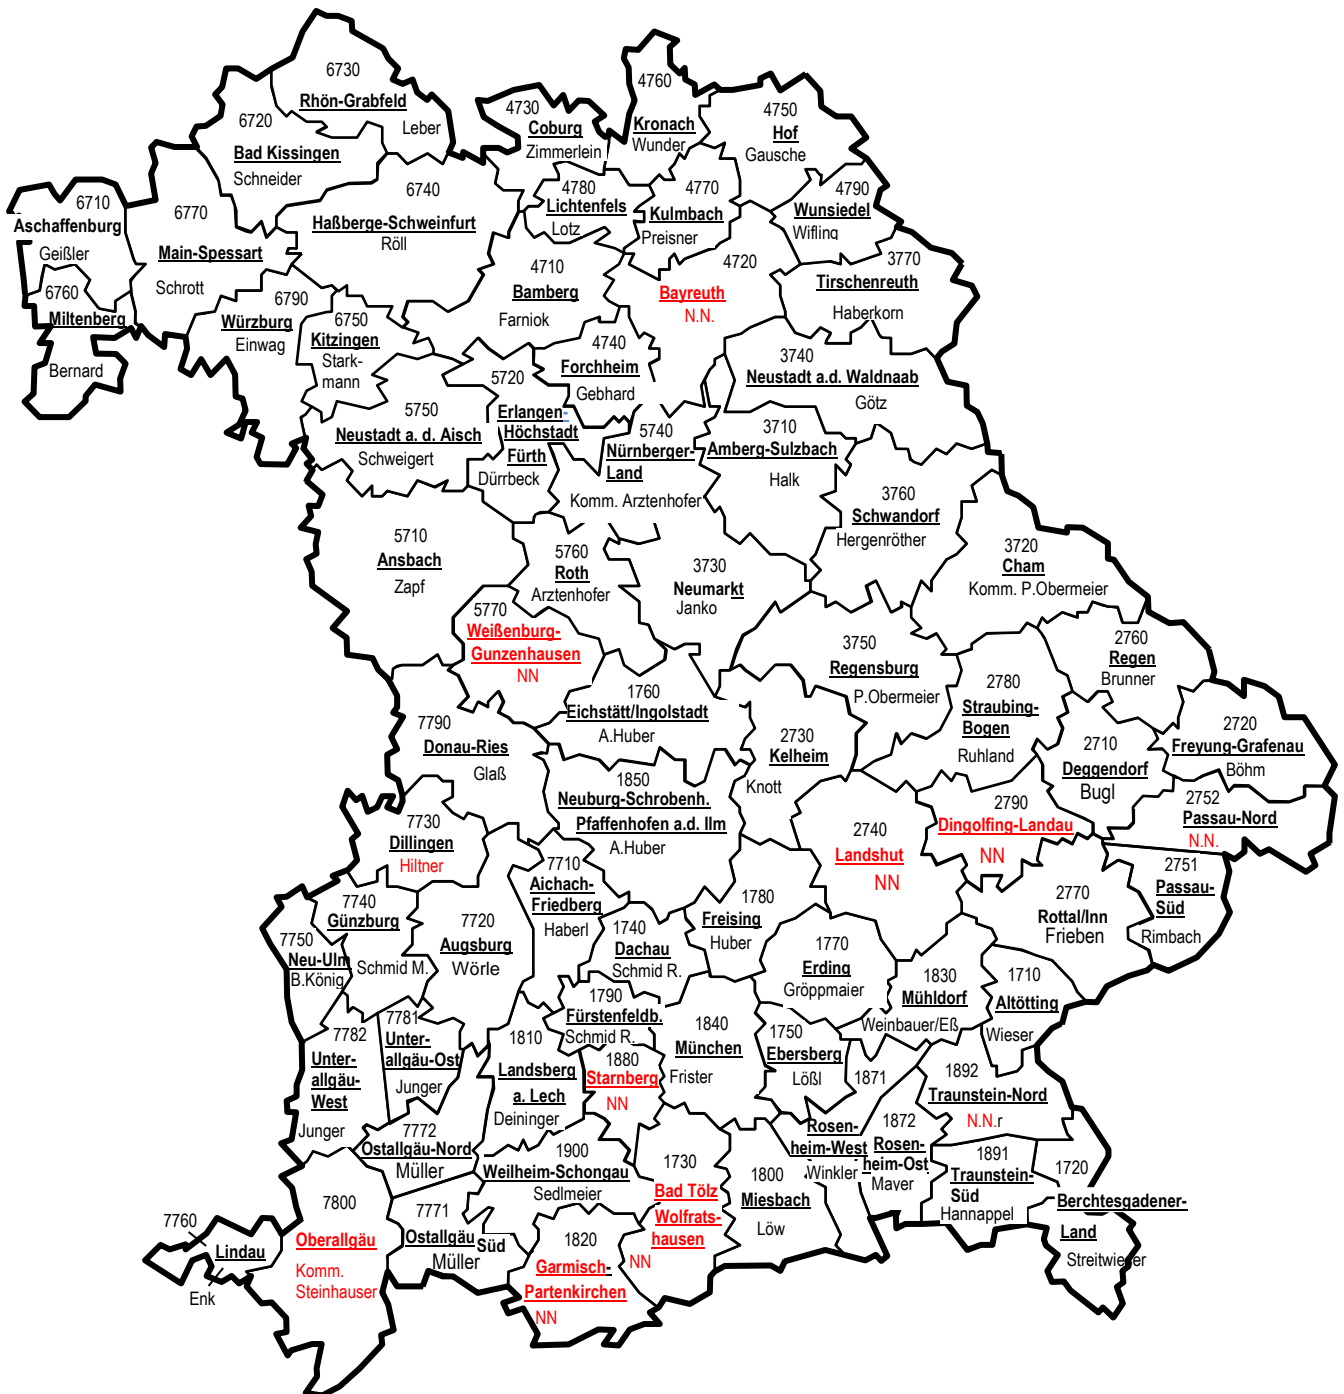 6730
Rhön-Grabfeld
Leber
6720
Bad Kissingen
Schneider
4730
Coburg
Zimmerlein
4760
Kronach
Wunder
4750
Hof
Gausche
6710
Aschaffenburg
Geißler
6770
Main-Spessart
Schrott
6740
Haßberge-Schweinfurt
Röll
4780
Lichtenfels
Lotz
4770
Kulmbach
Preisner
4790
Wunsiedel
Wifling
6760
Miltenberg
Bernard
6790
Würzburg
Einwag
6750
Kitzingen
Stark-
mann
4710
Bamberg
Farniok
4720
Bayreuth
N.N.
3770
Tirschenreuth
Haberkorn
4740
Forchheim
Gebhard
3740
Neustadt a.d. Waldnaab
Götz
5750
Neustadt a. d. Aisch
Schweigert
5720
Erlangen-
Höchstadt
Fürth
Dürrbeck
5740
Nürnberger-
Land
Komm. Arztenhofer
3710
Amberg-Sulzbach
Halk
3760
Schwandorf
Hergenröther
5710
Ansbach
Zapf
5760
Roth
Arztenhofer
3730
Neumarkt
Janko
3720
Cham
Komm. P.Obermeier
5770
Weißenburg-
Gunzenhausen
NN
3750
Regensburg
P.Obermeier
2760
Regen
Brunner
1760
Eichstätt/Ingolstadt
A.Huber
2780
Straubing-
Bogen
Ruhland
7790
Donau-Ries
Glaß
2730
Kelheim
Knott
2710
Deggendorf
Bugl
2720
Freyung-Grafenau
Böhm
1850
Neuburg-Schrobenh.
Pfaffenhofen a.d. Ilm
A.Huber
2790
Dingolfing-Landau
NN
2752
Passau-Nord
N.N.
7730
Dillingen
Hiltner
2740
Landshut
NN
7710
Aichach-
Friedberg
Haberl
2751
Passau-
Süd
Rimbach
7740
Günzburg
Schmid M.
7720
Augsburg
Wörle
1780
Freising
Huber
2770
Rottal/Inn
Frieben
7750
Neu-Ulm
B.König
1740
Dachau
Schmid R.
1770
Erding
Gröppmaier
1830
Mühldorf
Weinbauer/Eß
1710
Altötting
Wieser
1790
Fürstenfeldb.
Schmid R.
7782
Unter-
allgäu-
West
Junger
7781
Unter-
allgäu-Ost
Junger
1810
Landsberg
a. Lech
Deininger
1880
Starnberg
NN
1840
München
Frister
1750
Ebersberg
Lößl
1871
Rosen-
heim-West
Winkler
1872
Rosen-
heim-Ost
Mayer
1892
Traunstein-Nord
N.N.r
7772
Ostallgäu-Nord
Müller
1900
Weilheim-Schongau
Sedlmeier
1730
Bad Tölz
Wolfrats-
hausen
NN
1800
Miesbach
Löw
1891
Traunstein-
Süd
Hannappel
1720
Berchtesgadener-
Land
Streitwieser
7760
Lindau
Enk
7800
Oberallgäu
Komm.
Steinhauser
7771
Ostallgäu Süd
Müller
1820
Garmisch-
Partenkirchen
NN